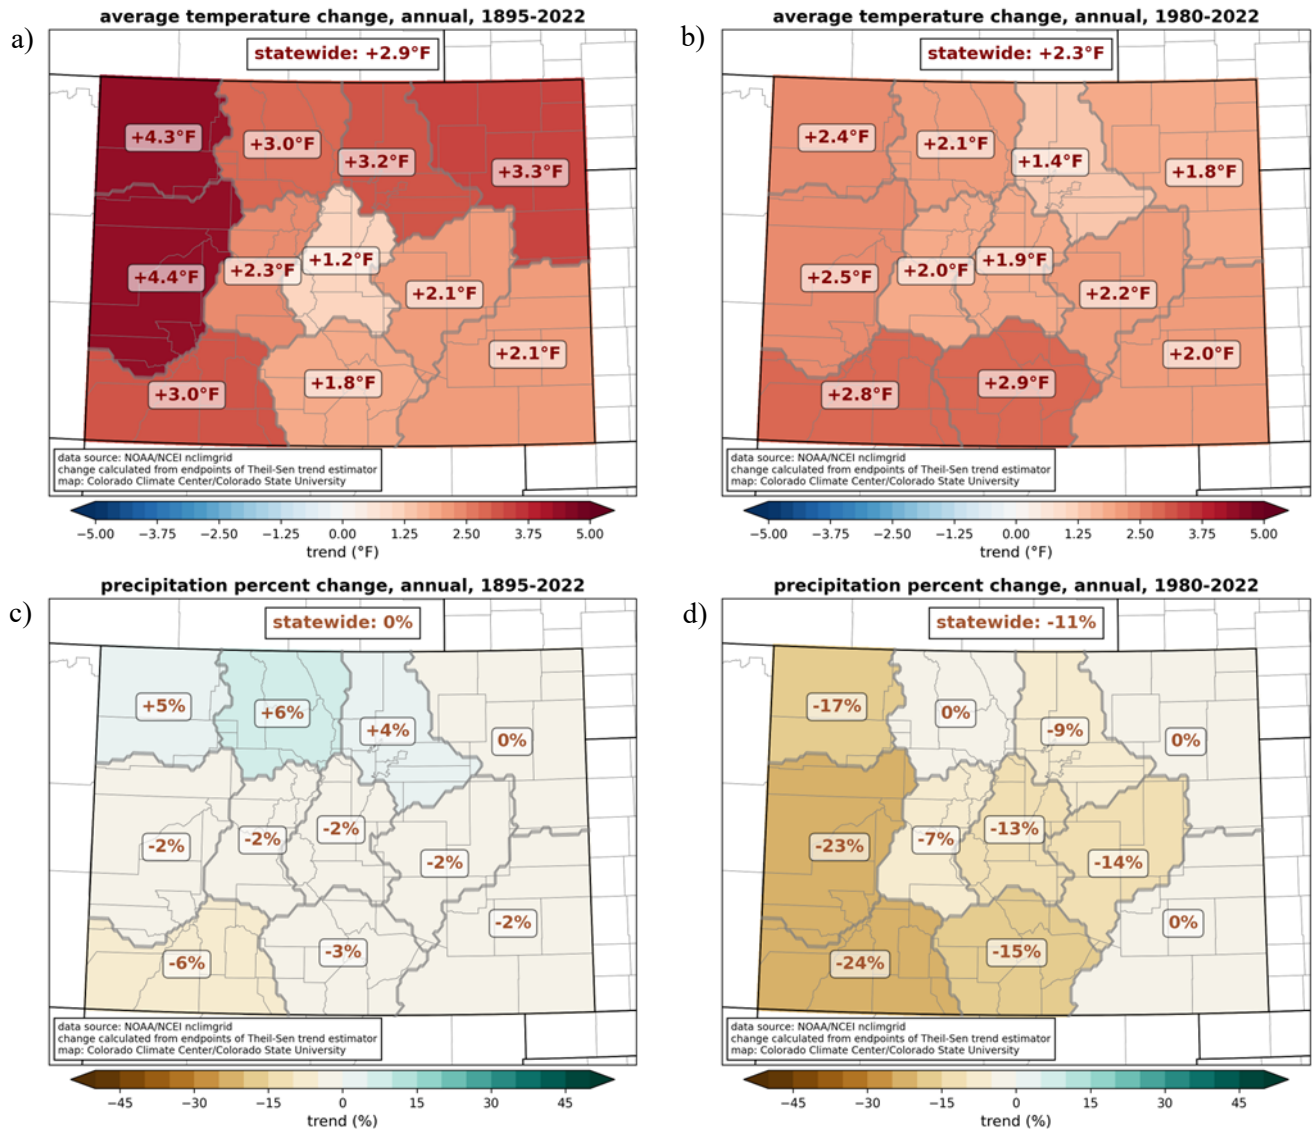 a)
average temperature change, annual, 1895-2022
statewide: +2.9°F
+4.3°F
+3.0°F
+3.2°F
+3.3°F
+4.4°F
+2.3°F
+1.2°F
+2.1°F
+2.1°F
+3.0°F
+1.8°F
data source: NOAA/NCEI nclimgrid
change calculated from endpoints of Theil-Sen trend estimator
map: Colorado Climate Center/Colorado State University
−5.00 −3.75 −2.50 −1.25 0.00 1.25 2.50 3.75 5.00
trend (°F)
b)
average temperature change, annual, 1980-2022
statewide: +2.3°F
+2.4°F
+2.1°F
+1.4°F
+1.8°F
+2.5°F
+2.0°F
+1.9°F
+2.2°F
+2.0°F
+2.8°F
+2.9°F
data source: NOAA/NCEI nclimgrid
change calculated from endpoints of Theil-Sen trend estimator
map: Colorado Climate Center/Colorado State University
−5.00 −3.75 −2.50 −1.25 0.00 1.25 2.50 3.75 5.00
trend (°F)
c)
precipitation percent change, annual, 1895-2022
statewide: 0%
+5%
+6%
+4%
0%
-2%
-2%
-2%
-2%
-2%
-6%
-3%
data source: NOAA/NCEI nclimgrid
change calculated from endpoints of Theil-Sen trend estimator
map: Colorado Climate Center/Colorado State University
−45 −30 −15 0 15 30 45
trend (%)
d)
precipitation percent change, annual, 1980-2022
statewide: -11%
-17%
0%
-9%
0%
-23%
-7%
-13%
-14%
0%
-24%
-15%
data source: NOAA/NCEI nclimgrid
change calculated from endpoints of Theil-Sen trend estimator
map: Colorado Climate Center/Colorado State University
−45 −30 −15 0 15 30 45
trend (%)